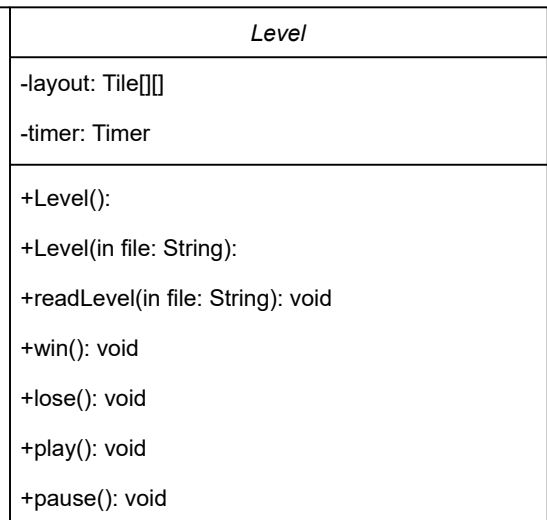 Level
-layout: Tile[][]
-timer: Timer
+Level():
+Level(in file: String):
+readLevel(in file: String): void
+win(): void
+lose(): void
+play(): void
+pause(): void